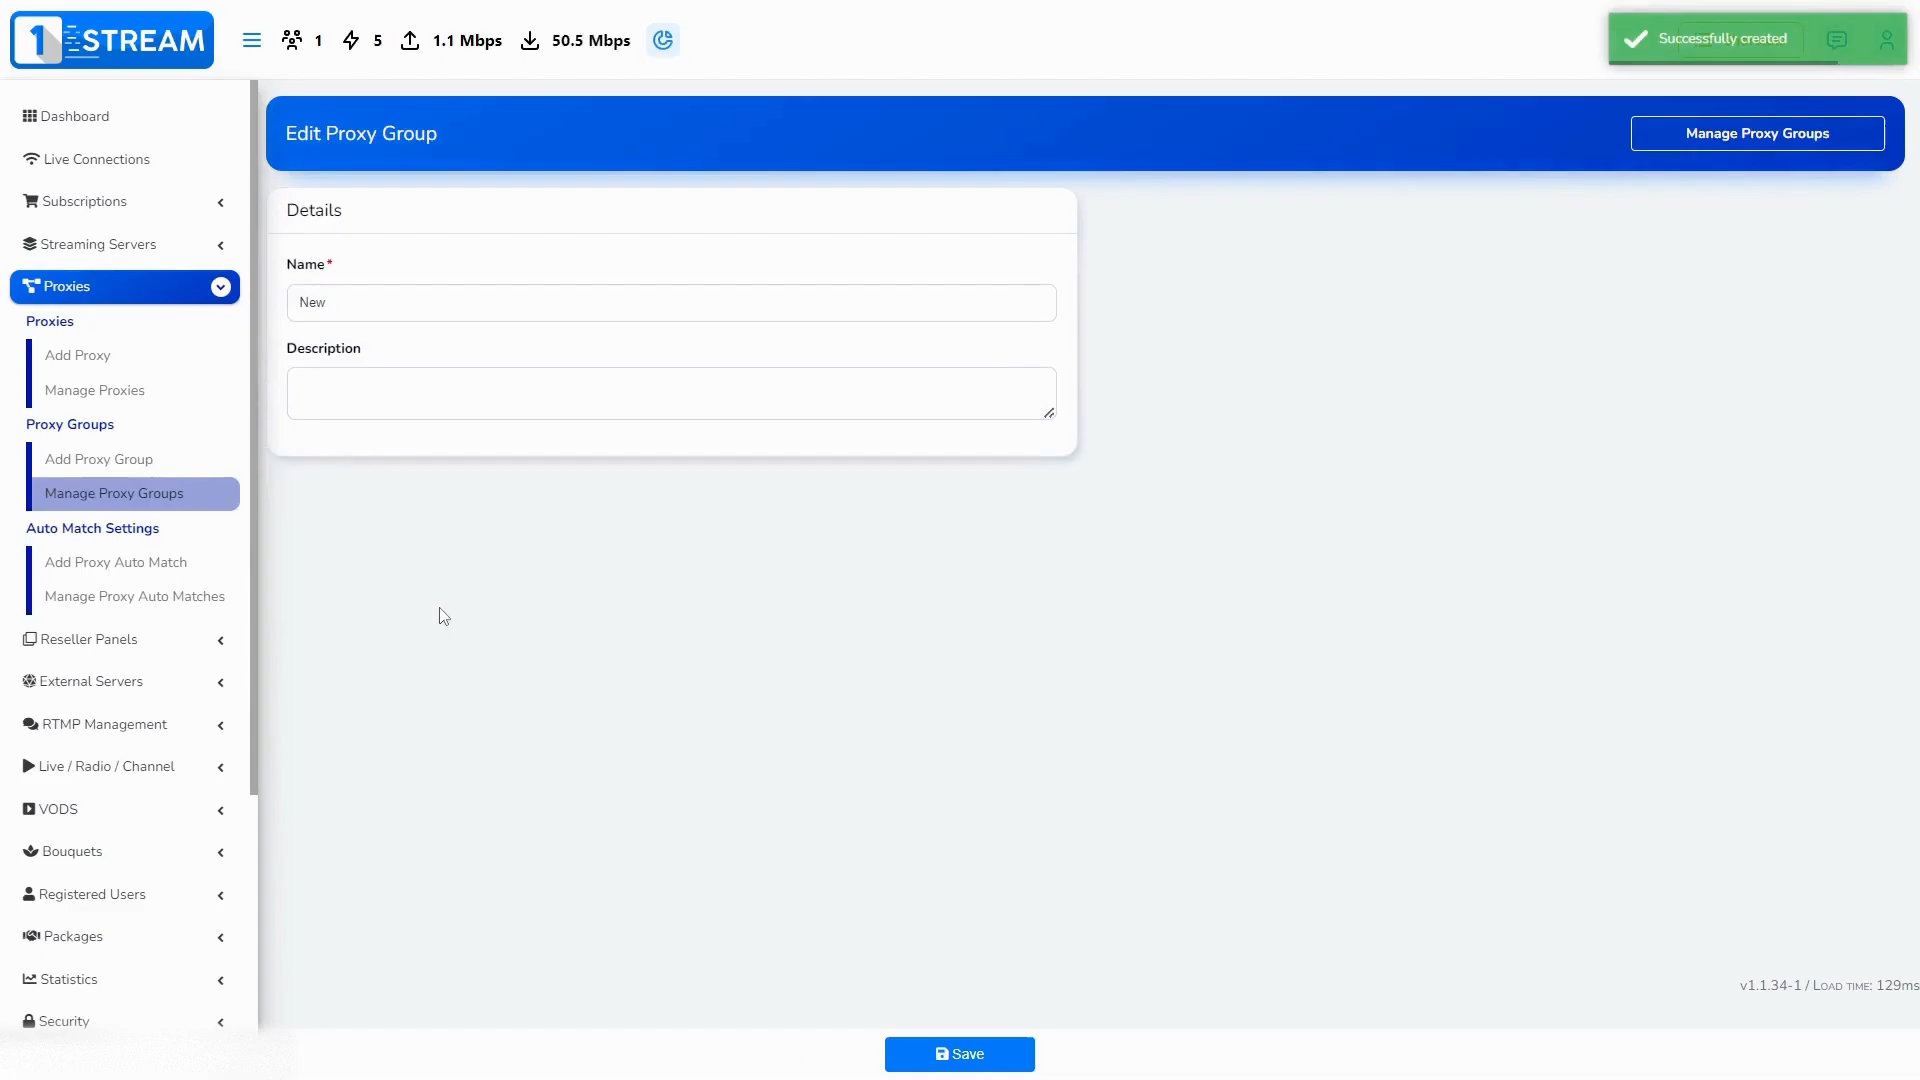 1 STREAM
1
5
1.1 Mbps
50.5 Mbps
Successfully created
Dashboard
Live Connections
Subscriptions
Streaming Servers
Proxies
Proxies
Add Proxy
Manage Proxies
Proxy Groups
Add Proxy Group
Manage Proxy Groups
Auto Match Settings
Add Proxy Auto Match
Manage Proxy Auto Matches
Reseller Panels
External Servers
RTMP Management
Live / Radio / Channel
VODS
Bouquets
Registered Users
Packages
Statistics
Security
Edit Proxy Group
Manage Proxy Groups
Details
Name*
New
Description
v1.1.34-1 / LOAD TIME: 129ms
Save